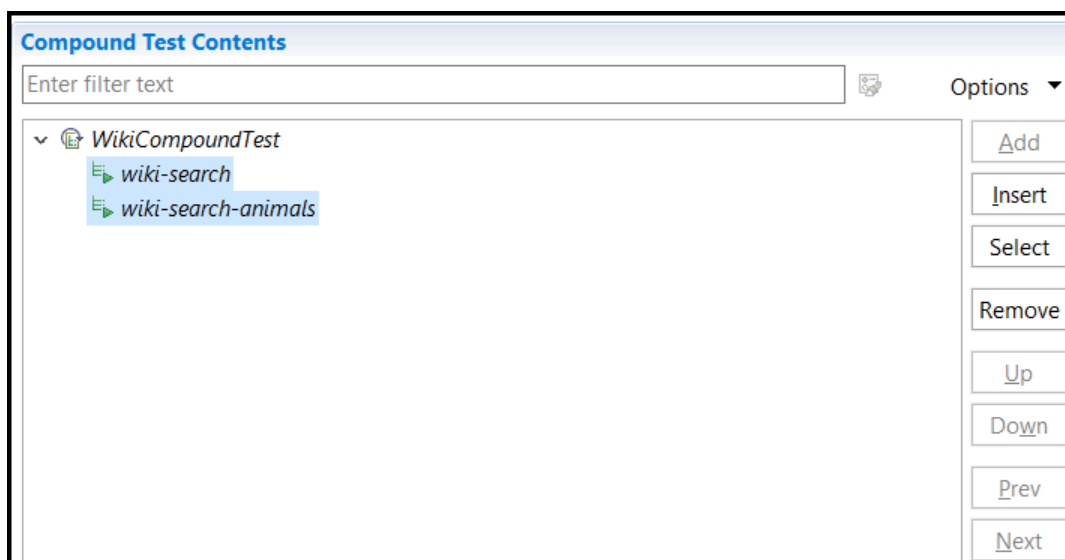 Compound Test Contents
Enter filter text
Options
WikiCompoundTest
wiki-search
wiki-search-animals
Add
Insert
Select
Remove
Up
Down
Prev
Next